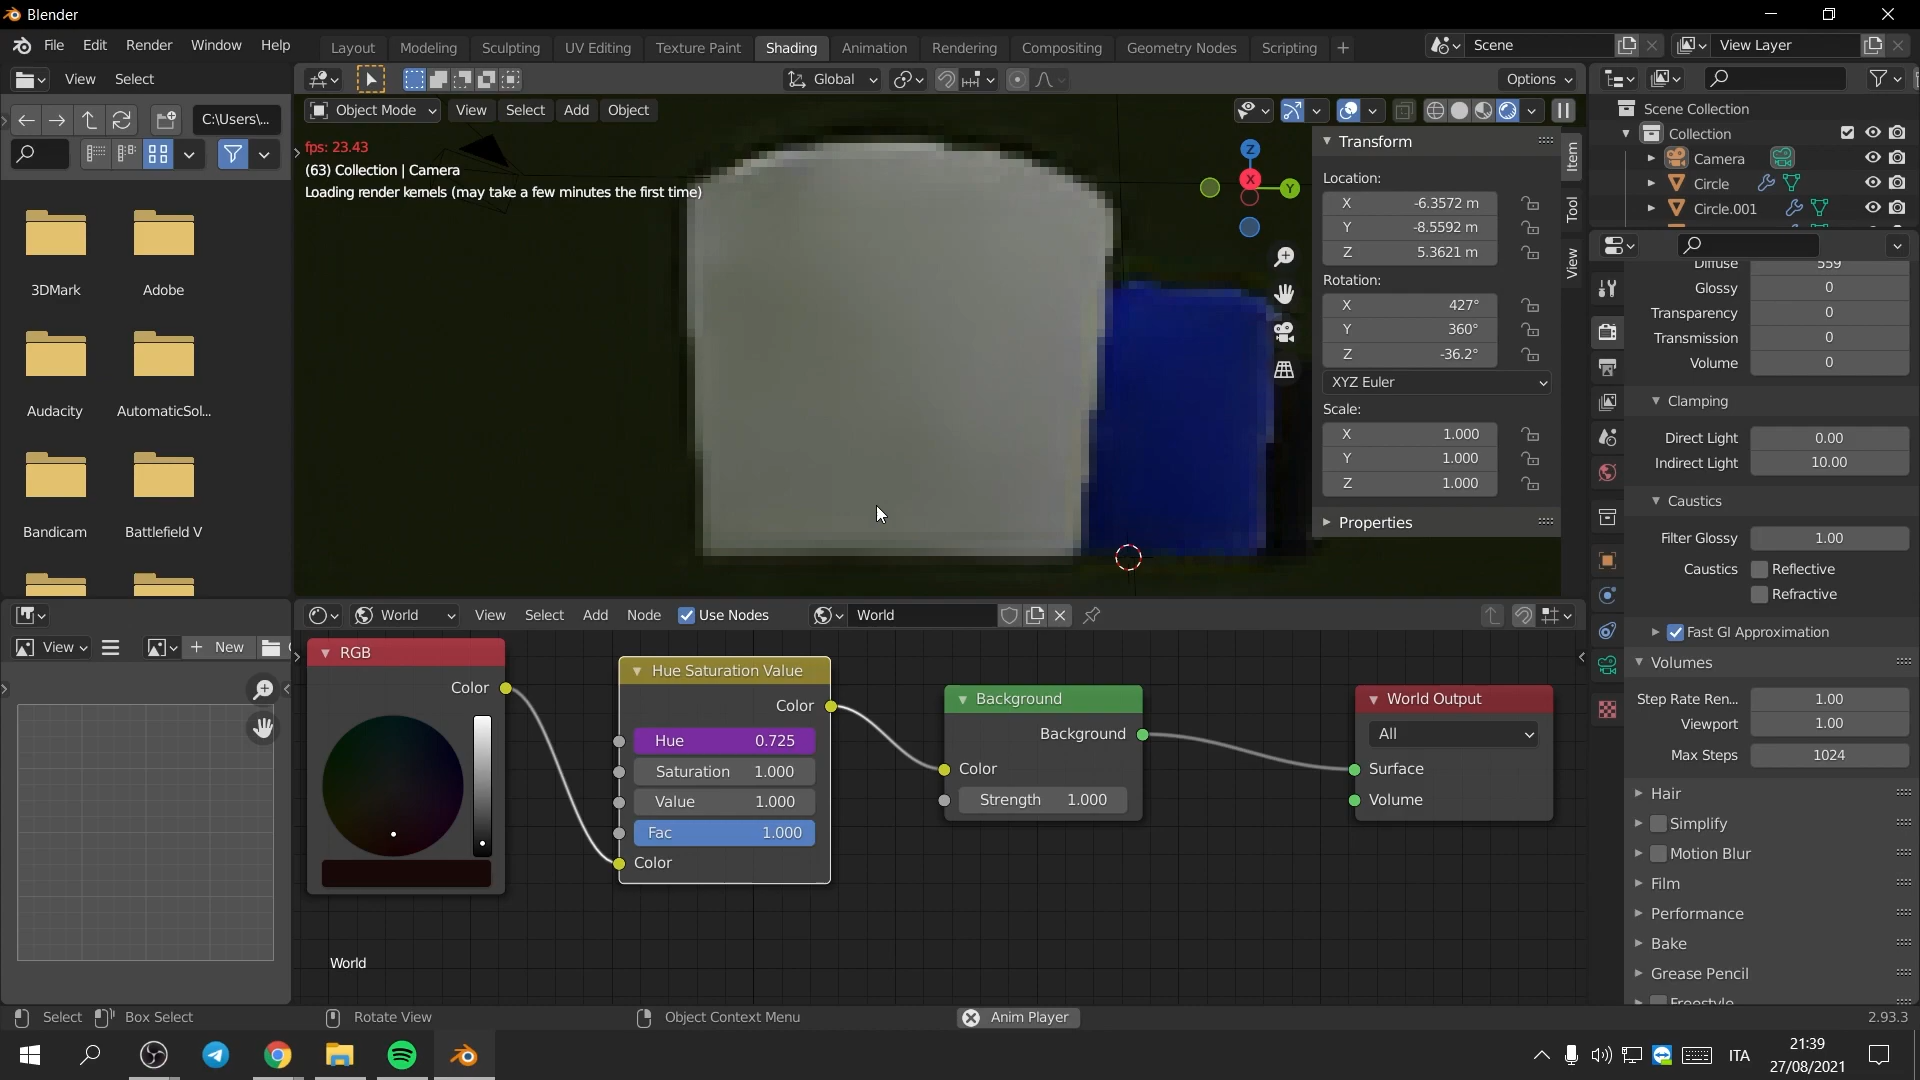 Blender
File Edit Render Window Help
Layout Modeling Sculpting UV Editing Texture Paint Shading Animation Rendering Compositing Geometry Nodes Scripting +
Scene
View Layer
View Select
Global
Options
C:\Users\...
Object Mode View Select Add Object
fps: 23.43
(63) Collection | Camera
Loading render kernels (may take a few minutes the first time)
3DMark Adobe
Audacity AutomaticSol...
Bandicam Battlefield V
Z
X
Y
Transform
Location:
X -6.3572 m
Y -8.5592 m
Z 5.3621 m
Rotation:
X 427°
Y 360°
Z -36.2°
XYZ Euler
Scale:
X 1.000
Y 1.000
Z 1.000
Properties
Item
Tool
View
Scene Collection
Collection
Camera
Circle
Circle.001
Diffuse 559
Glossy 0
Transparency 0
Transmission 0
Volume 0
Clamping
Direct Light 0.00
Indirect Light 10.00
Caustics
Filter Glossy 1.00
Caustics Reflective
Refractive
Fast GI Approximation
Volumes
Step Rate Ren... 1.00
Viewport 1.00
Max Steps 1024
Hair
Simplify
Motion Blur
Film
Performance
Bake
Grease Pencil
Freestyle
View
+ New
World View Select Add Node Use Nodes World
RGB
Color
Hue Saturation Value
Color
Hue 0.725
Saturation 1.000
Value 1.000
Fac 1.000
Color
Background
Background
Color
Strength 1.000
World Output
All
Surface
Volume
World
Select Box Select Rotate View Object Context Menu Anim Player 2.93.3
ITA
21:39
27/08/2021